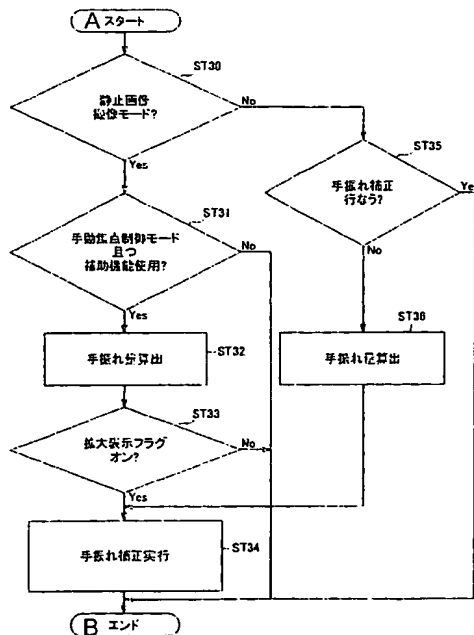 A スタート
ST30
静止画像
撮像モード?
No
Yes
ST35
手振れ補正
行なう?
Yes
No
ST31
手動焦点制御モード
且つ
補助機能使用?
No
Yes
ST36
手振れ量算出
手振れ量算出
ST32
ST33
拡大表示フラグ
オン?
No
Yes
手振れ補正実行
ST34
B エンド